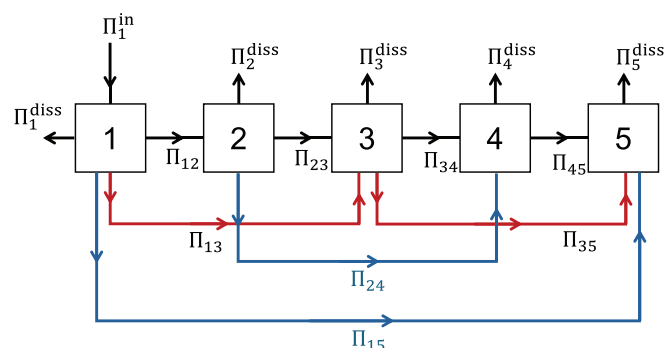 Π₁ⁱⁿ
Π₂ᵈⁱˢˢ Π₃ᵈⁱˢˢ Π₄ᵈⁱˢˢ Π₅ᵈⁱˢˢ
Π₁ᵈⁱˢˢ 1 2 3 4 5
Π₁₂ Π₂₃ Π₃₄ Π₄₅
Π₁₃ Π₃₅
Π₂₄
Π₁₅